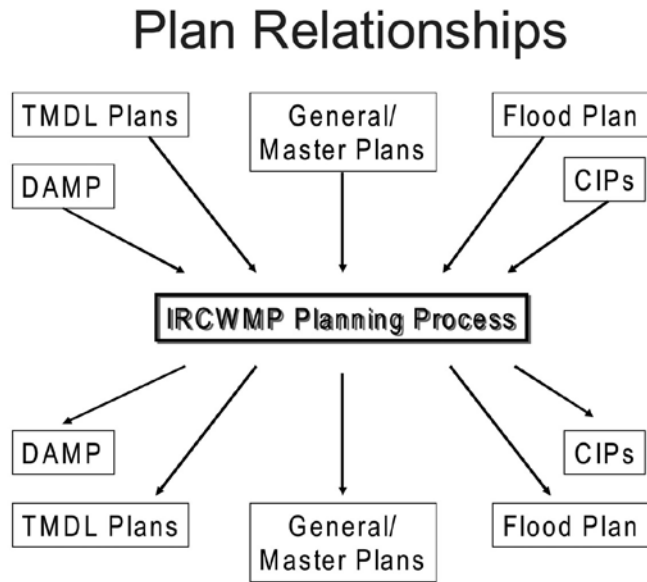 Plan Relationships
TMDL Plans
General/
Master Plans
Flood Plan
DAMP
CIPs
IRCWMP Planning Process
DAMP
CIPs
TMDL Plans
General/
Master Plans
Flood Plan